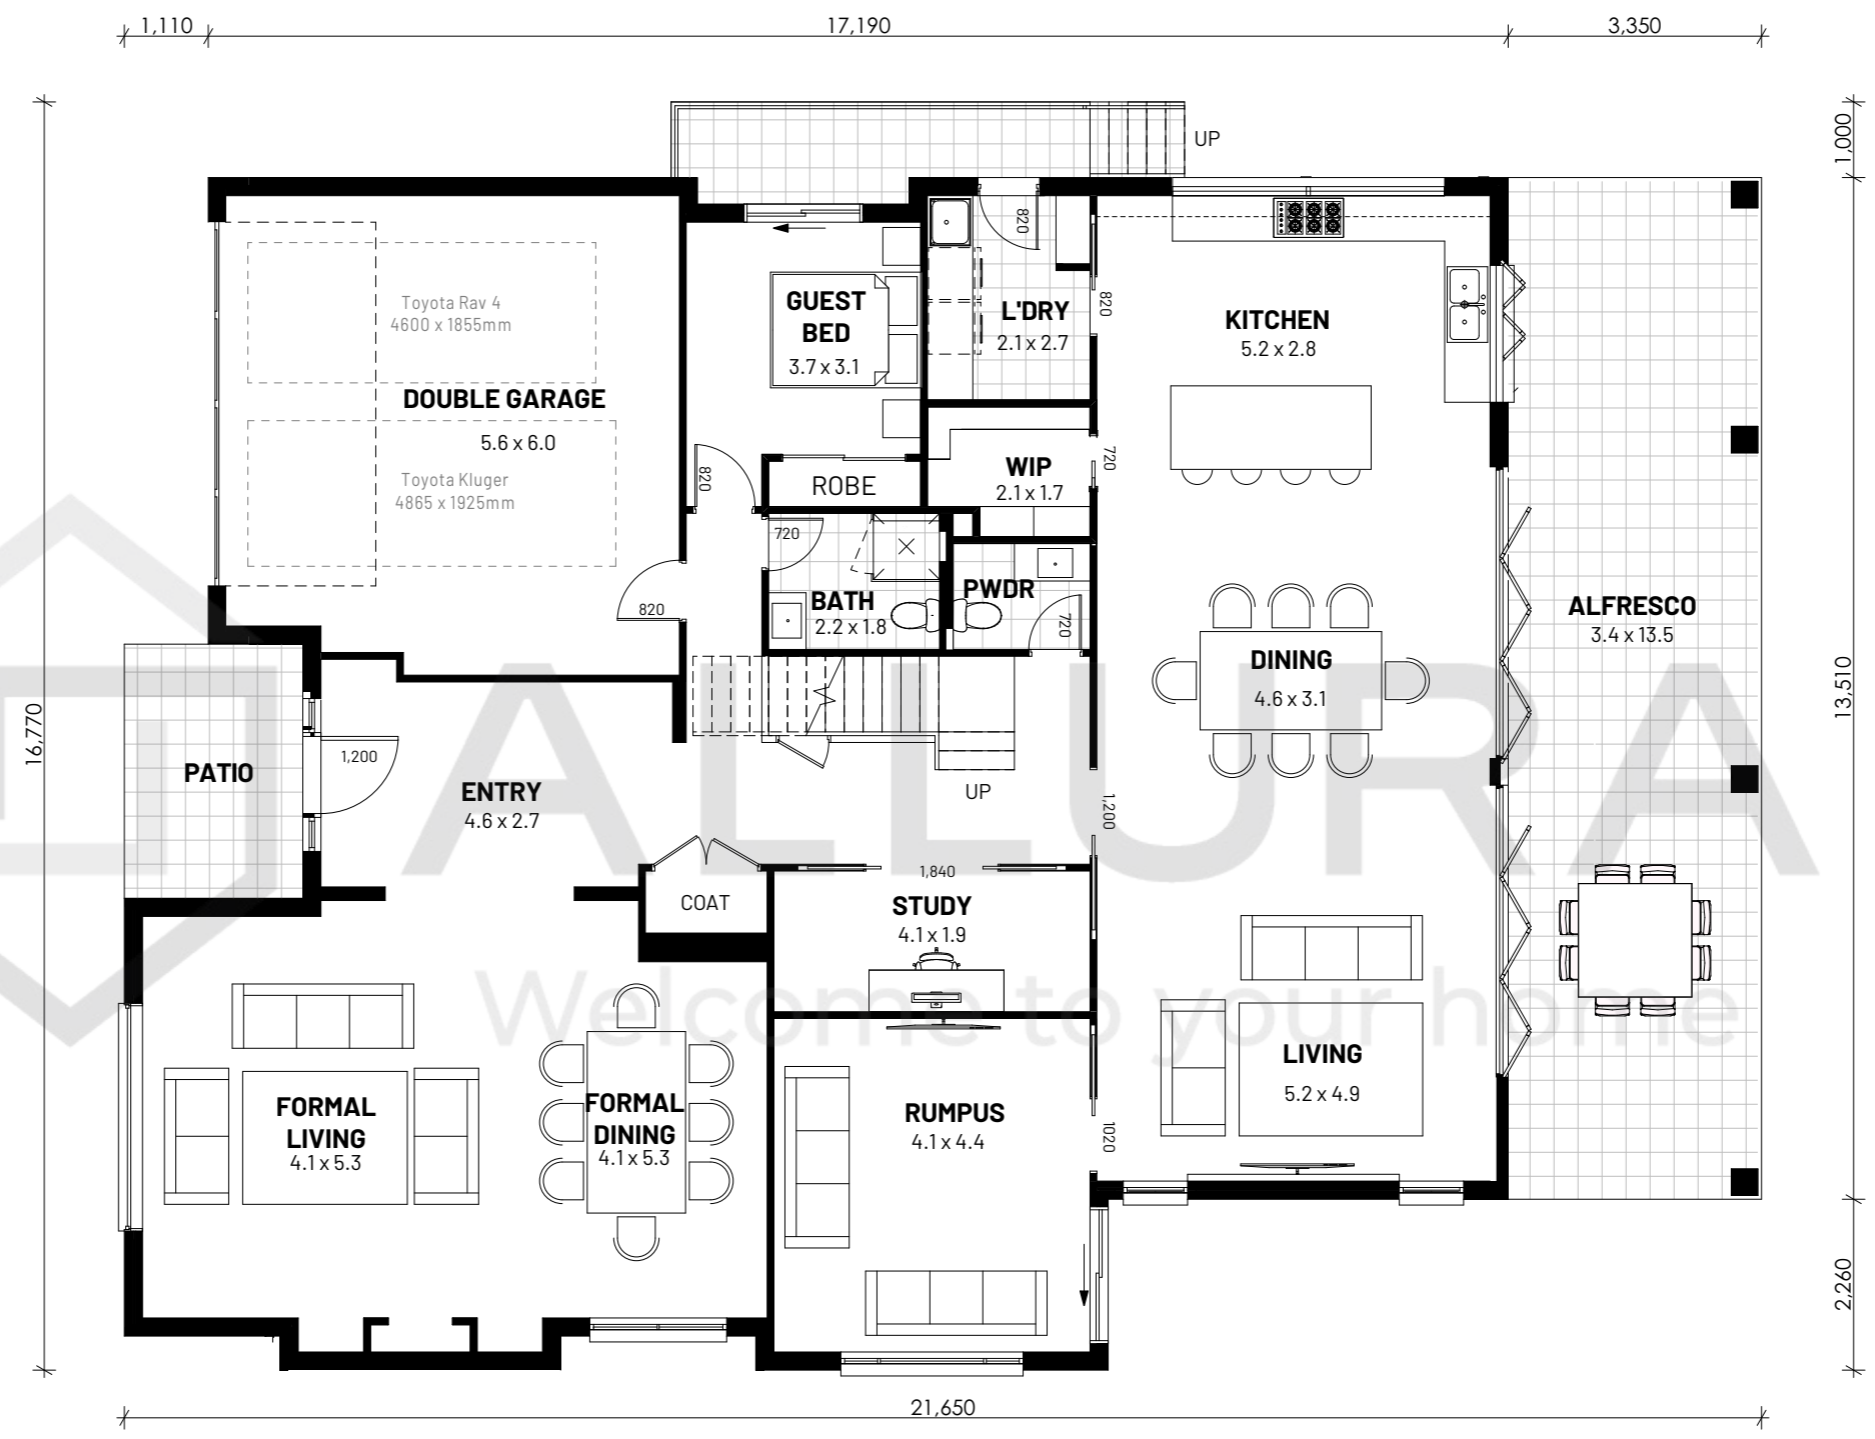 1,110
17,190
3,350
1,000
UP
820
Toyota Rav 4
4600 x 1855mm
GUEST
BED
3.7 x 3.1
L'DRY
2.1 x 2.7
820
KITCHEN
5.2 x 2.8
DOUBLE GARAGE
5.6 x 6.0
Toyota Kluger
4865 x 1925mm
820
ROBE
WIP
2.1 x 1.7
720
720
BATH
2.2 x 1.8
PWDR
720
820
ALFRESCO
3.4 x 13.5
DINING
4.6 x 3.1
13,510
16,770
ALLURA
PATIO
1,200
ENTRY
4.6 x 2.7
UP
1,200
1,840
COAT
STUDY
4.1 x 1.9
Welcome to your home
FORMAL
LIVING
4.1 x 5.3
FORMAL
DINING
4.1 x 5.3
RUMPUS
4.1 x 4.4
1020
LIVING
5.2 x 4.9
2,260
21,650